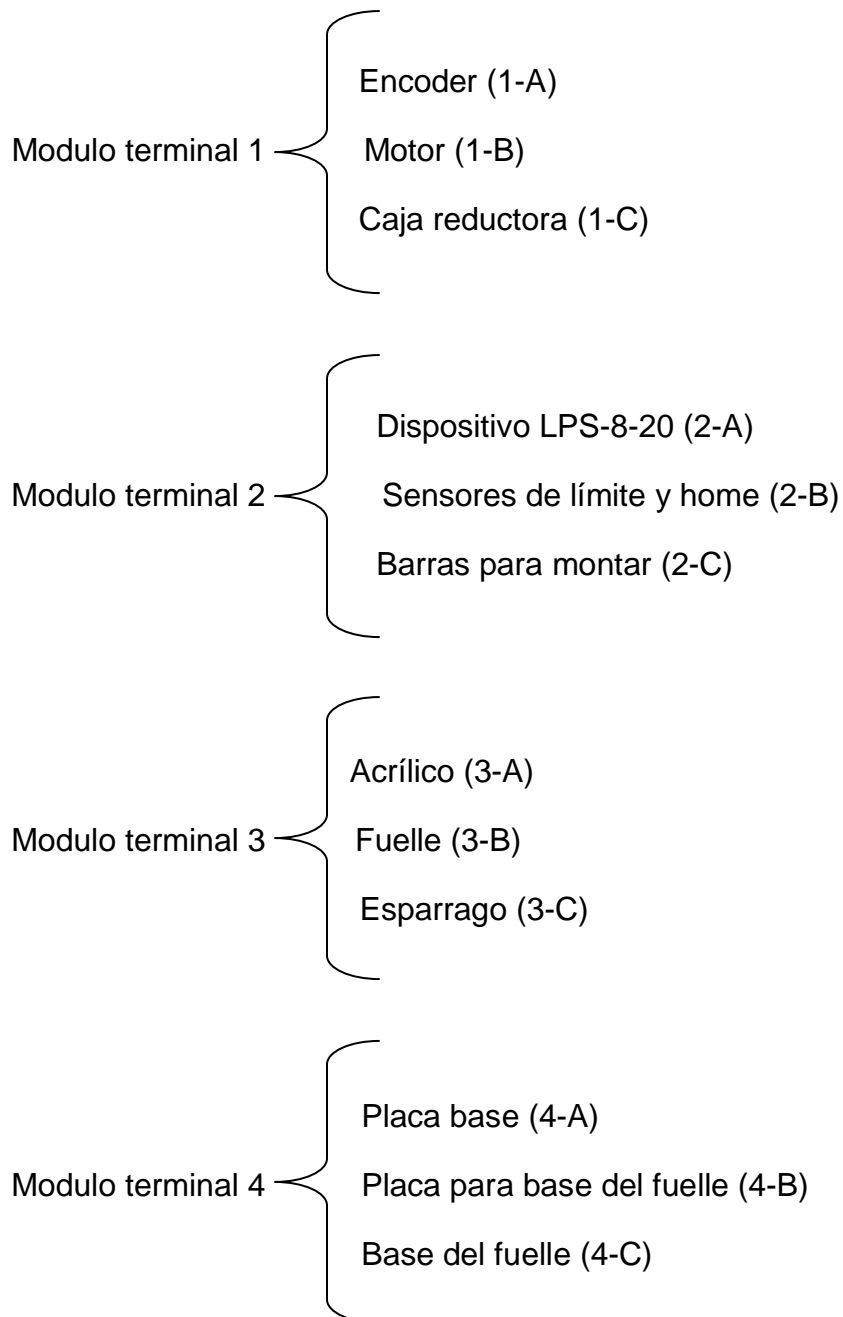 Encoder (1-A)
Modulo terminal 1
Motor (1-B)
Caja reductora (1-C)
Dispositivo LPS-8-20 (2-A)
Modulo terminal 2
Sensores de límite y home (2-B)
Barras para montar (2-C)
Acrílico (3-A)
Modulo terminal 3
Fuelle (3-B)
Esparrago (3-C)
Placa base (4-A)
Modulo terminal 4
Placa para base del fuelle (4-B)
Base del fuelle (4-C)